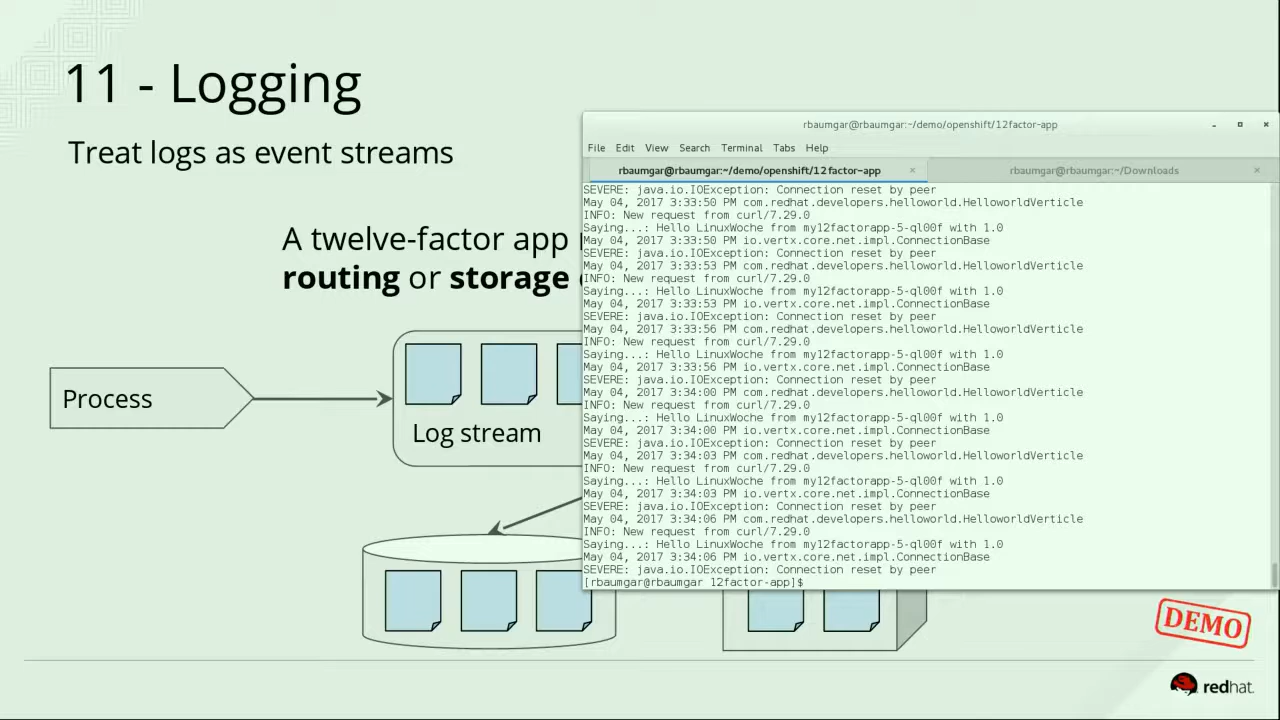 11 - Logging
Treat logs as event streams
A twelve-factor app
routing or storage
Process
Log stream
rbaumgar@rbaumgar:~/demo/openshift/12factor-app
File Edit View Search Terminal Tabs Help
rbaumgar@rbaumgar:~/demo/openshift/12factor-app
rbaumgar@rbaumgar:~/Downloads
SEVERE: java.io.IOException: Connection reset by peer
May 04, 2017 3:33:50 PM com.redhat.developers.helloworld.HelloworldVerticle
INFO: New request from curl/7.29.0
Saying...: Hello LinuxWoche from my12factorapp-5-ql00f with 1.0
May 04, 2017 3:33:50 PM io.vertx.core.net.impl.ConnectionBase
SEVERE: java.io.IOException: Connection reset by peer
May 04, 2017 3:33:53 PM com.redhat.developers.helloworld.HelloworldVerticle
INFO: New request from curl/7.29.0
Saying...: Hello LinuxWoche from my12factorapp-5-ql00f with 1.0
May 04, 2017 3:33:53 PM io.vertx.core.net.impl.ConnectionBase
SEVERE: java.io.IOException: Connection reset by peer
May 04, 2017 3:33:56 PM com.redhat.developers.helloworld.HelloworldVerticle
INFO: New request from curl/7.29.0
Saying...: Hello LinuxWoche from my12factorapp-5-ql00f with 1.0
May 04, 2017 3:33:56 PM io.vertx.core.net.impl.ConnectionBase
SEVERE: java.io.IOException: Connection reset by peer
May 04, 2017 3:34:00 PM com.redhat.developers.helloworld.HelloworldVerticle
INFO: New request from curl/7.29.0
Saying...: Hello LinuxWoche from my12factorapp-5-ql00f with 1.0
May 04, 2017 3:34:00 PM io.vertx.core.net.impl.ConnectionBase
SEVERE: java.io.IOException: Connection reset by peer
May 04, 2017 3:34:03 PM com.redhat.developers.helloworld.HelloworldVerticle
INFO: New request from curl/7.29.0
Saying...: Hello LinuxWoche from my12factorapp-5-ql00f with 1.0
May 04, 2017 3:34:03 PM io.vertx.core.net.impl.ConnectionBase
SEVERE: java.io.IOException: Connection reset by peer
May 04, 2017 3:34:06 PM com.redhat.developers.helloworld.HelloworldVerticle
INFO: New request from curl/7.29.0
Saying...: Hello LinuxWoche from my12factorapp-5-ql00f with 1.0
May 04, 2017 3:34:06 PM io.vertx.core.net.impl.ConnectionBase
SEVERE: java.io.IOException: Connection reset by peer
[rbaumgar@rbaumgar 12factor-app]$
DEMO
redhat.